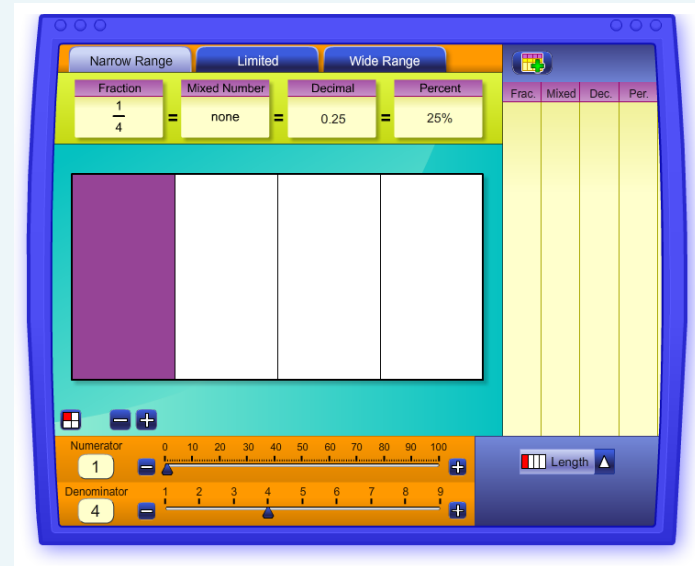 Narrow Range Limited Wide Range
Fraction Mixed Number Decimal Percent
1
4
= none = 0.25 = 25%
Frac. Mixed Dec. Per.
Numerator
1
0 10 20 30 40 50 60 70 80 90 100
Denominator
4
1 2 3 4 5 6 7 8 9
Length